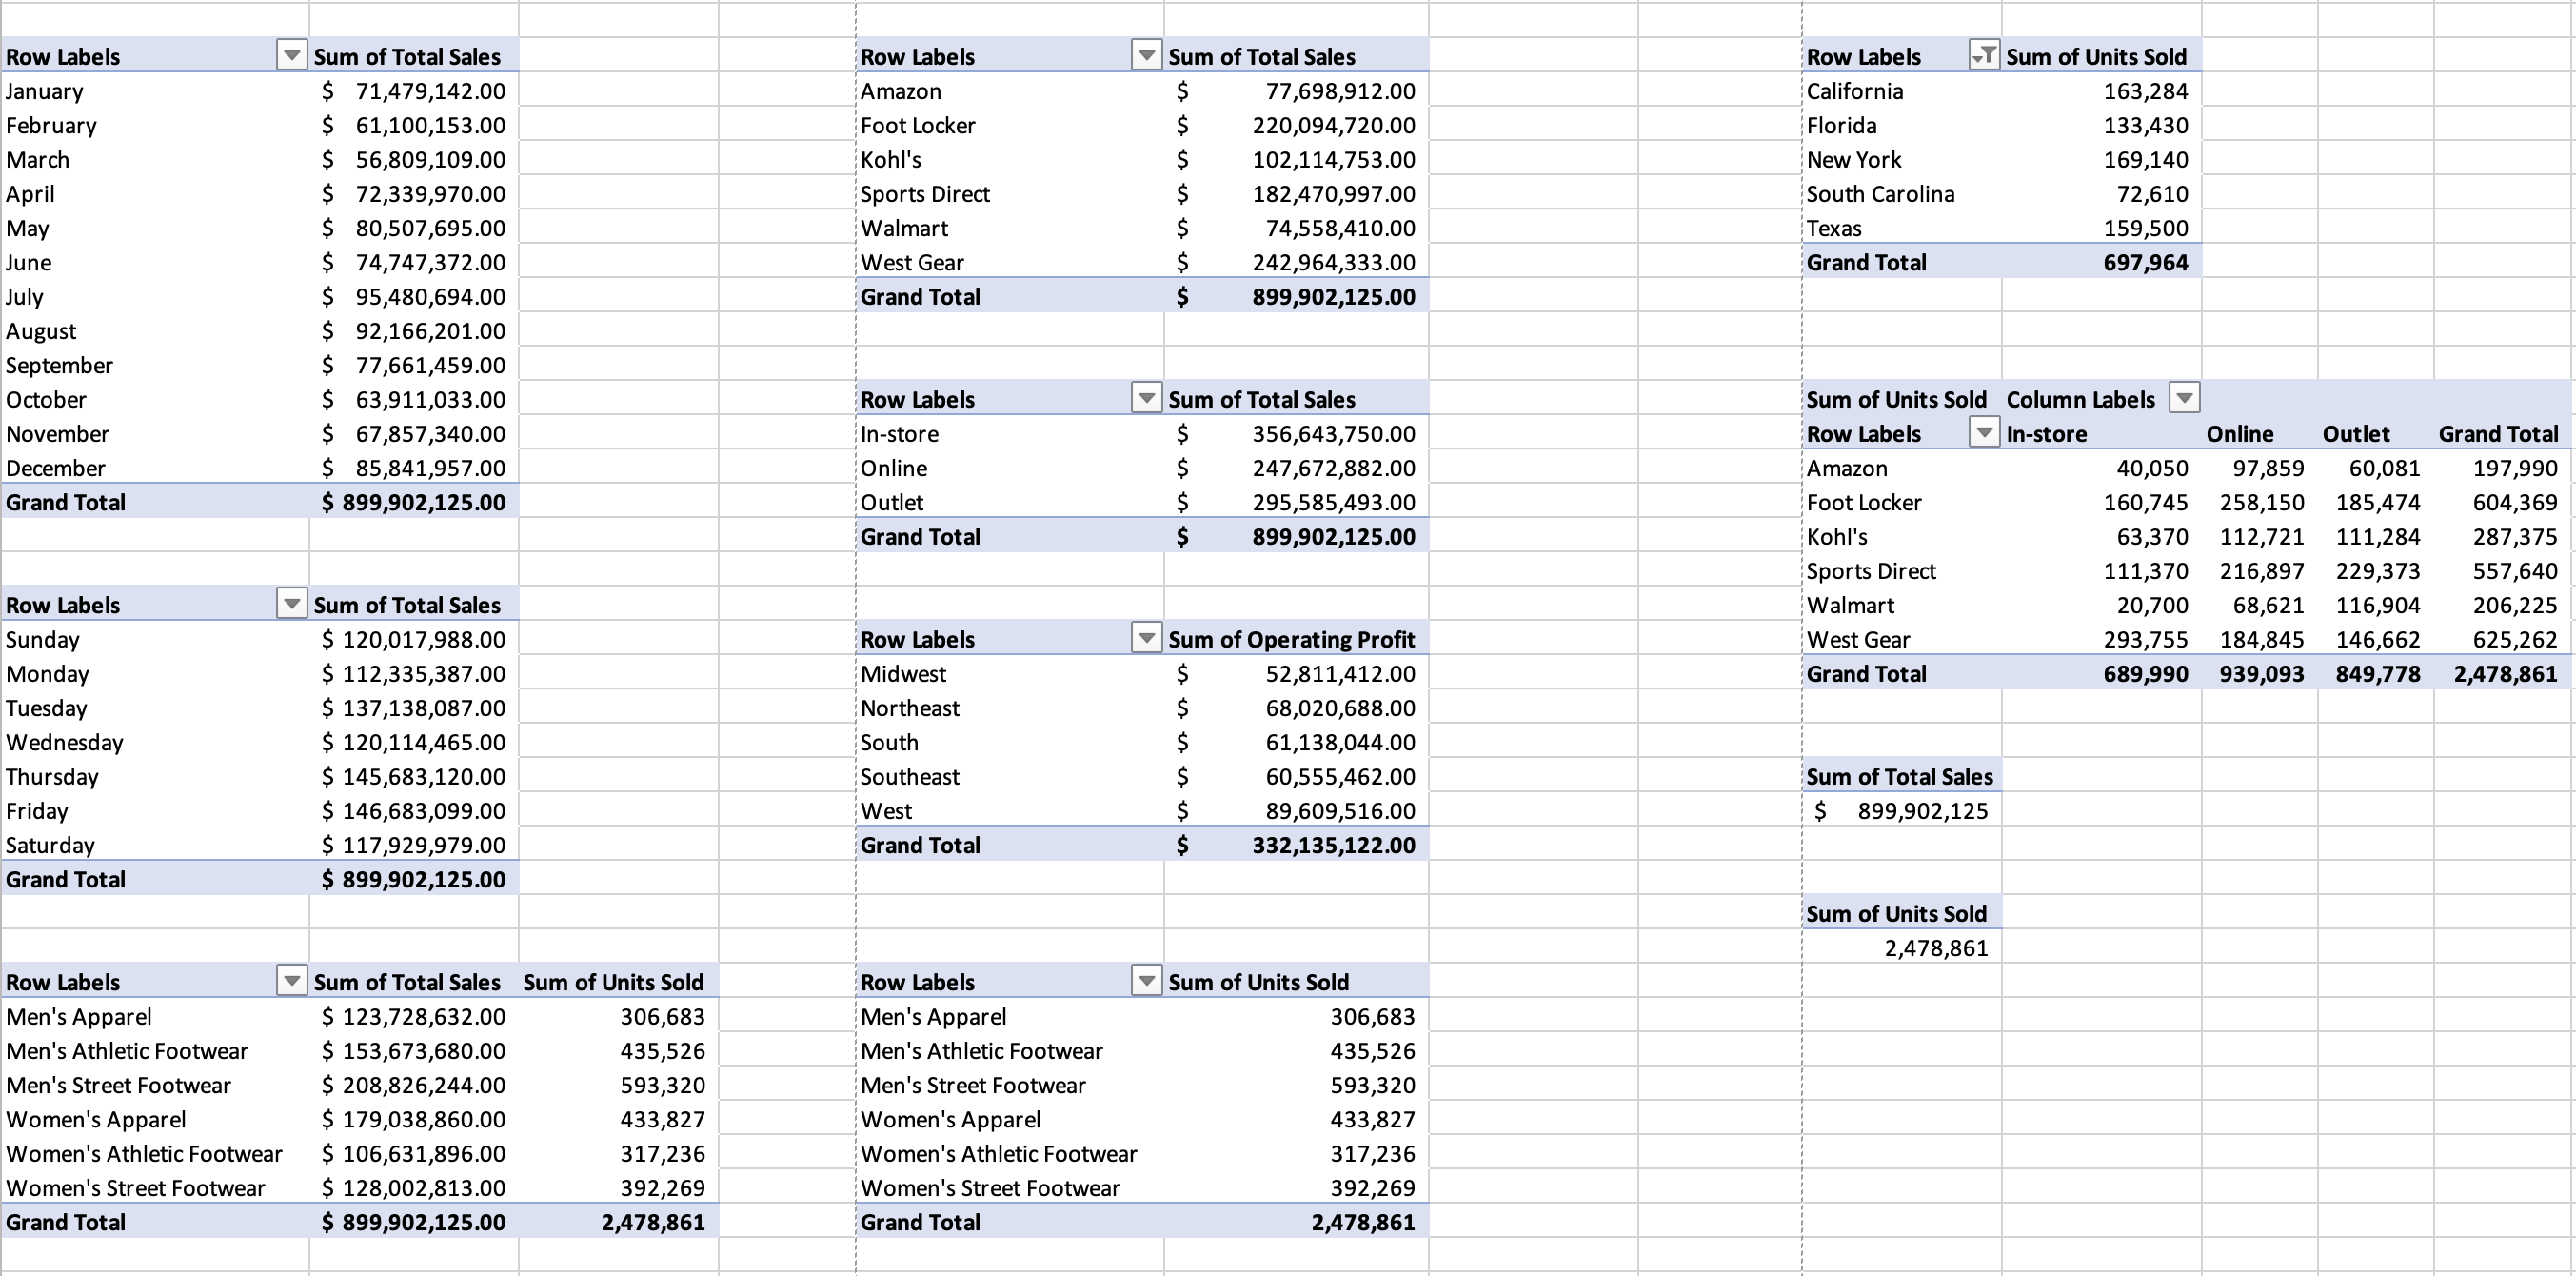 Row Labels Sum of Total Sales
January $ 71,479,142.00
February $ 61,100,153.00
March $ 56,809,109.00
April $ 72,339,970.00
May $ 80,507,695.00
June $ 74,747,372.00
July $ 95,480,694.00
August $ 92,166,201.00
September $ 77,661,459.00
October $ 63,911,033.00
November $ 67,857,340.00
December $ 85,841,957.00
Grand Total $ 899,902,125.00
Row Labels Sum of Total Sales
Sunday $ 120,017,988.00
Monday $ 112,335,387.00
Tuesday $ 137,138,087.00
Wednesday $ 120,114,465.00
Thursday $ 145,683,120.00
Friday $ 146,683,099.00
Saturday $ 117,929,979.00
Grand Total $ 899,902,125.00
Row Labels Sum of Total Sales Sum of Units Sold
Men's Apparel $ 123,728,632.00 306,683
Men's Athletic Footwear $ 153,673,680.00 435,526
Men's Street Footwear $ 208,826,244.00 593,320
Women's Apparel $ 179,038,860.00 433,827
Women's Athletic Footwear $ 106,631,896.00 317,236
Women's Street Footwear $ 128,002,813.00 392,269
Grand Total $ 899,902,125.00 2,478,861
Row Labels Sum of Total Sales
Amazon $ 77,698,912.00
Foot Locker $ 220,094,720.00
Kohl's $ 102,114,753.00
Sports Direct $ 182,470,997.00
Walmart $ 74,558,410.00
West Gear $ 242,964,333.00
Grand Total $ 899,902,125.00
Row Labels Sum of Total Sales
In-store $ 356,643,750.00
Online $ 247,672,882.00
Outlet $ 295,585,493.00
Grand Total $ 899,902,125.00
Row Labels Sum of Operating Profit
Midwest $ 52,811,412.00
Northeast $ 68,020,688.00
South $ 61,138,044.00
Southeast $ 60,555,462.00
West $ 89,609,516.00
Grand Total $ 332,135,122.00
Row Labels Sum of Units Sold
Men's Apparel 306,683
Men's Athletic Footwear 435,526
Men's Street Footwear 593,320
Women's Apparel 433,827
Women's Athletic Footwear 317,236
Women's Street Footwear 392,269
Grand Total 2,478,861
Row Labels Sum of Units Sold
California 163,284
Florida 133,430
New York 169,140
South Carolina 72,610
Texas 159,500
Grand Total 697,964
Sum of Units Sold Column Labels
Row Labels In-store Online Outlet Grand Total
Amazon 40,050 97,859 60,081 197,990
Foot Locker 160,745 258,150 185,474 604,369
Kohl's 63,370 112,721 111,284 287,375
Sports Direct 111,370 216,897 229,373 557,640
Walmart 20,700 68,621 116,904 206,225
West Gear 293,755 184,845 146,662 625,262
Grand Total 689,990 939,093 849,778 2,478,861
Sum of Total Sales
$ 899,902,125
Sum of Units Sold
2,478,861